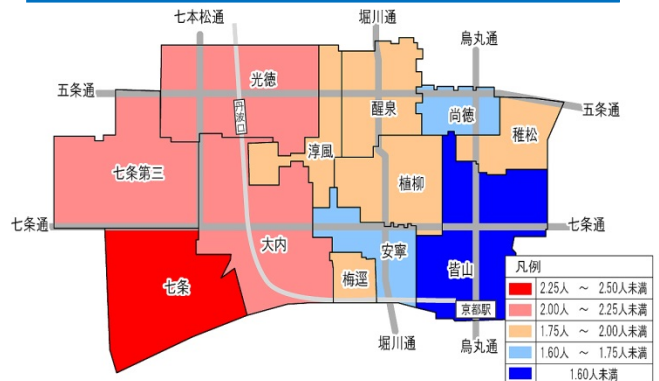 七本松通
堀川通
烏丸通
光徳
五条通
醒泉
尚徳
五条通
丹波口
稚松
淳風
七条第三
植柳
七条通
七条通
大内
安寧
皆山
七条
梅逕
京都駅
堀川通
烏丸通
凡例
2.25人 ～ 2.50人未満
2.00人 ～ 2.25人未満
1.75人 ～ 2.00人未満
1.60人 ～ 1.75人未満
1.60人未満